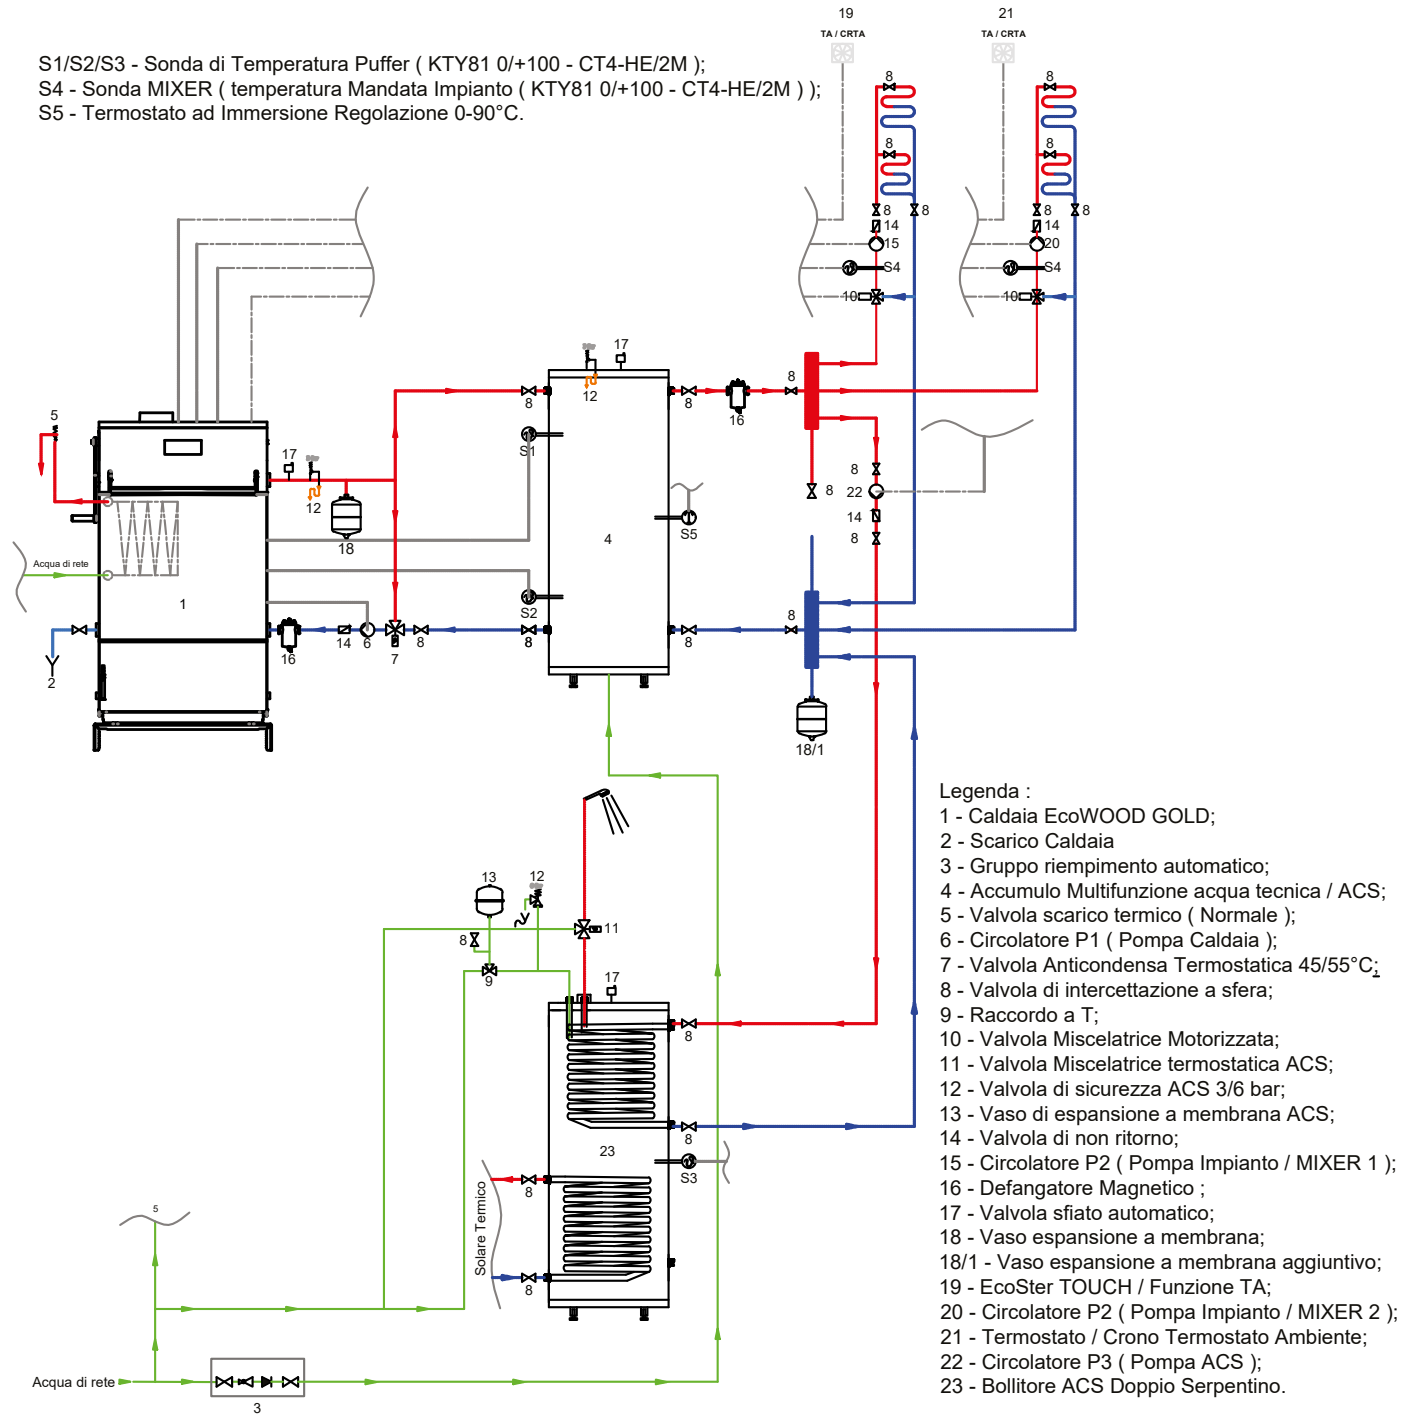 19
21
TA / CRTA
TA / CRTA
S1/S2/S3 - Sonda di Temperatura Puffer ( KTY81 0/+100 - CT4-HE/2M );
S4 - Sonda MIXER ( temperatura Mandata Impianto ( KTY81 0/+100 - CT4-HE/2M ) );
S5 - Termostato ad Immersione Regolazione 0-90°C.
8
8
8
8
8
8
8
8
14
14
15
20
S4
S4
10
10
17
12
8
8
16
8
5
17
S1
12
18
8
22
8
14
8
S5
4
Acqua di rete
1
S2
8
16
14
6
7
8
8
8
2
18/1
13
12
8
11
9
17
8
8
23
S3
8
Solare Termico
8
5
Acqua di rete
3
Legenda :
1 - Caldaia EcoWOOD GOLD;
2 - Scarico Caldaia
3 - Gruppo riempimento automatico;
4 - Accumulo Multifunzione acqua tecnica / ACS;
5 - Valvola scarico termico ( Normale );
6 - Circolatore P1 ( Pompa Caldaia );
7 - Valvola Anticondensa Termostatica 45/55°C;
8 - Valvola di intercettazione a sfera;
9 - Raccordo a T;
10 - Valvola Miscelatrice Motorizzata;
11 - Valvola Miscelatrice termostatica ACS;
12 - Valvola di sicurezza ACS 3/6 bar;
13 - Vaso di espansione a membrana ACS;
14 - Valvola di non ritorno;
15 - Circolatore P2 ( Pompa Impianto / MIXER 1 );
16 - Defangatore Magnetico ;
17 - Valvola sfiato automatico;
18 - Vaso espansione a membrana;
18/1 - Vaso espansione a membrana aggiuntivo;
19 - EcoSter TOUCH / Funzione TA;
20 - Circolatore P2 ( Pompa Impianto / MIXER 2 );
21 - Termostato / Crono Termostato Ambiente;
22 - Circolatore P3 ( Pompa ACS );
23 - Bollitore ACS Doppio Serpentino.